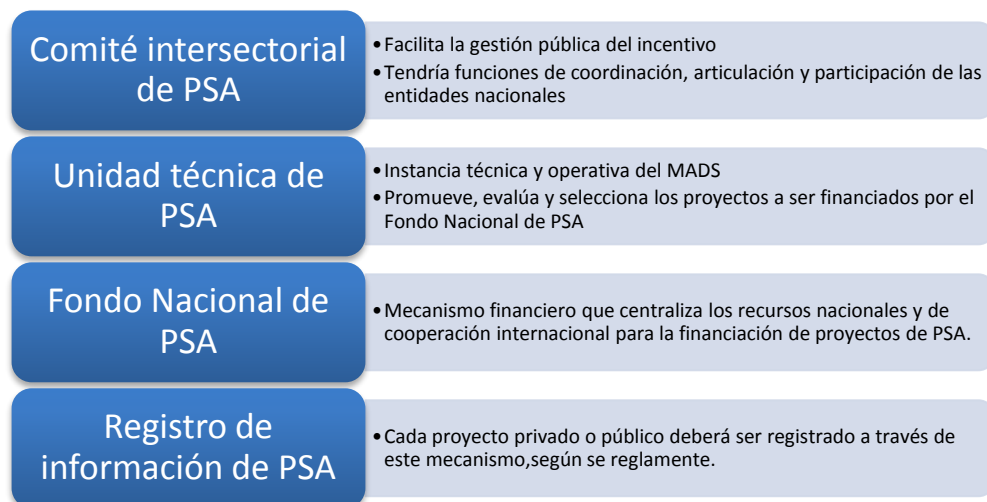 Comité intersectorial
de PSA
•Facilita la gestión pública del incentivo
•Tendría funciones de coordinación, articulación y participación de las
entidades nacionales
Unidad técnica de
PSA
•Instancia técnica y operativa del MADS
•Promueve, evalúa y selecciona los proyectos a ser financiados por el
Fondo Nacional de PSA
Fondo Nacional de
PSA
•Mecanismo financiero que centraliza los recursos nacionales y de
cooperación internacional para la financiación de proyectos de PSA.
Registro de
información de PSA
•Cada proyecto privado o público deberá ser registrado a través de
este mecanismo,según se reglamente.